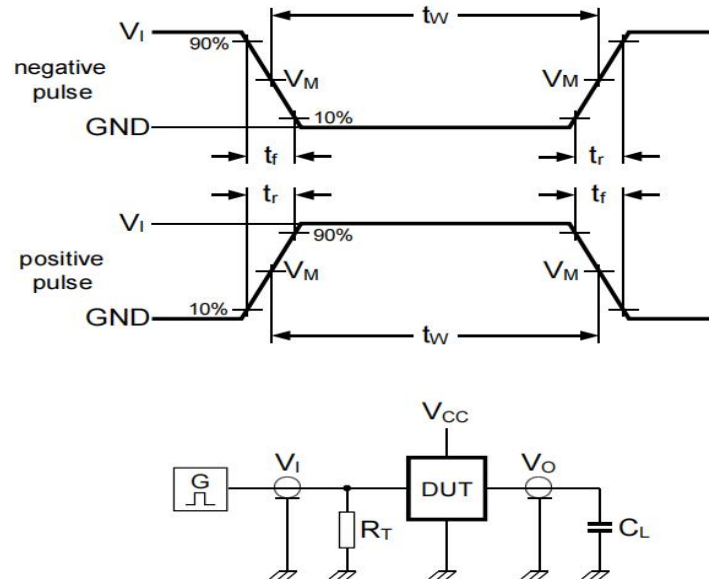 tW
VI
90%
negative
pulse
VM
VM
10%
GND
tf
tr
tr
tf
VI
90%
positive
pulse
VM
VM
10%
GND
tW
VCC
G
VI
DUT
VO
RT
CL